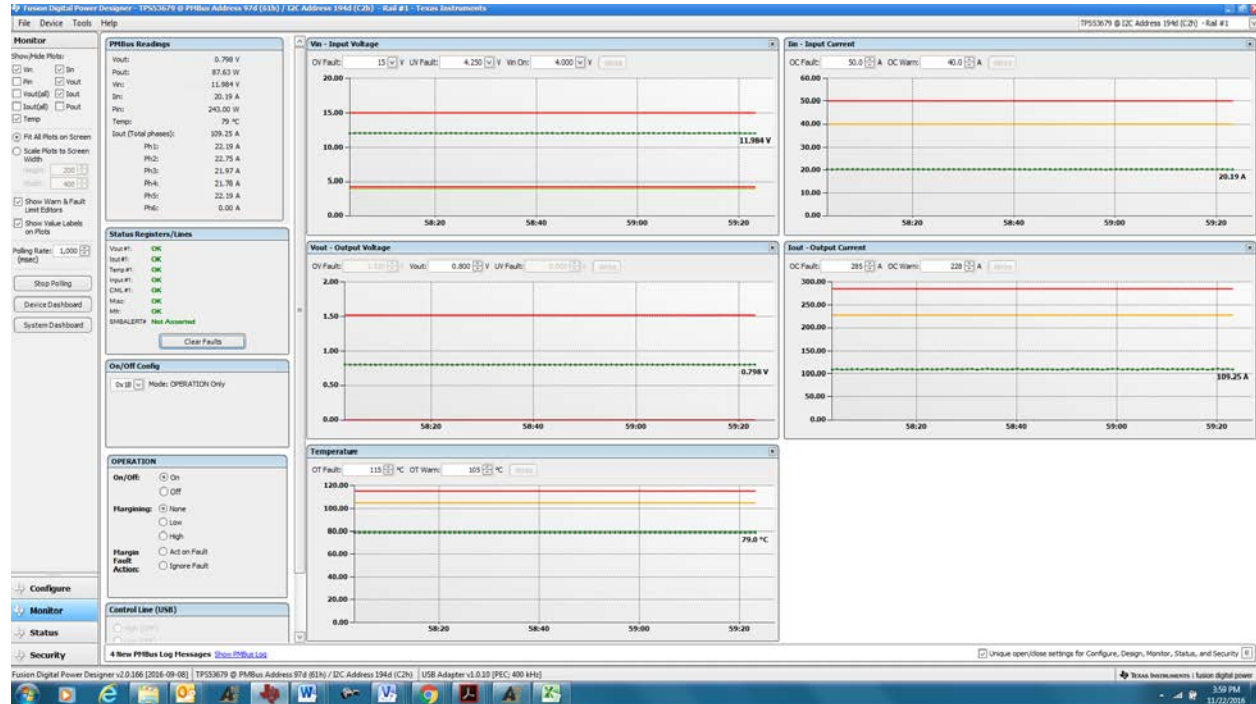 Fusion Digital Power Designer - TPS53679 @ PMBus Address 97d (61h) / I2C Address 194d (C2h) - Rail #1 - Texas Instruments
File Device Tools Help
TPS53679 @ I2C Address 194d (C2h) - Rail #1
Monitor
Show/Hide Plots:
Vin Iin
Pin Vout
Vout(all) Iout
Iout(all) Pout
Temp
Fit All Plots on Screen
Scale Plots to Screen
Width
Height: 200
Width: 400
Show Warn & Fault
Limit Editors
Show Value Labels
on Plots
Polling Rate: 1,000
(msec)
Stop Polling
Device Dashboard
System Dashboard
Configure
Monitor
Status
Security
PMBus Readings
Vout: 0.798 V
Pout: 87.63 W
Vin: 11.984 V
Iin: 20.19 A
Pin: 243.00 W
Temp: 79 °C
Iout (Total phases): 109.25 A
Ph1: 22.19 A
Ph2: 22.75 A
Ph3: 21.97 A
Ph4: 21.78 A
Ph5: 22.19 A
Ph6: 0.00 A
Status Registers/Lines
Vout #1: OK
Iout #1: OK
Temp #1: OK
Input #1: OK
CML #1: OK
Misc: OK
Mfr: OK
SMBALERT# Not Asserted
Clear Faults
On/Off Config
0x1B Mode: OPERATION Only
OPERATION
On/Off: On
Off
Margining: None
Low
High
Margin Fault Action: Act on Fault
Ignore Fault
Control Line (USB)
Vin - Input Voltage
OV Fault: 15 V UV Fault: 4.250 V Vin On: 4.000 V
20.00
15.00
10.00
5.00
0.00
11.984 V
58:20 58:40 59:00 59:20
Iin - Input Current
OC Fault: 50.0 A OC Warn: 40.0 A
60.00
50.00
40.00
30.00
20.00
10.00
0.00
20.19 A
58:20 58:40 59:00 59:20
Vout - Output Voltage
OV Fault: Vout: 0.800 V UV Fault:
2.00
1.50
1.00
0.50
0.00
0.798 V
58:20 58:40 59:00 59:20
Iout - Output Current
OC Fault: 285 A OC Warn: 228 A
300.00
250.00
200.00
150.00
100.00
50.00
0.00
109.25 A
58:20 58:40 59:00 59:20
Temperature
OT Fault: 115 °C OT Warn: 105 °C
120.00
100.00
80.00
60.00
40.00
20.00
0.00
79.0 °C
58:20 58:40 59:00 59:20
4 New PMBus Log Messages Show PMBus Log
Unique open/close settings for Configure, Design, Monitor, Status, and Security
Fusion Digital Power Designer v2.0.166 [2016-09-08] TPS53679 @ PMBus Address 97d (61h) / I2C Address 194d (C2h) USB Adapter v1.0.10 [PEC; 400 kHz]
TEXAS INSTRUMENTS | fusion digital power
3:59 PM
11/22/2016